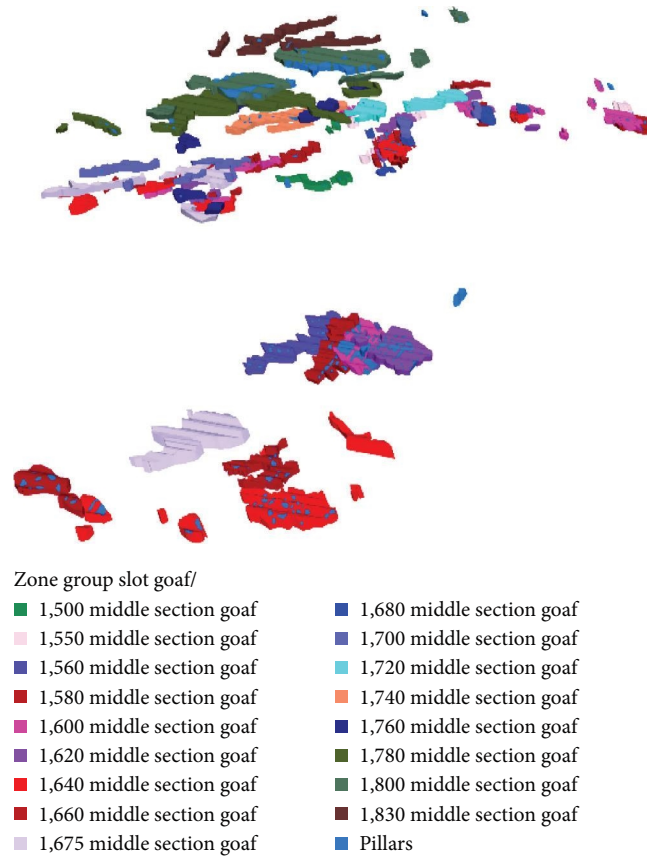 Zone group slot goaf/
1,500 middle section goaf
1,550 middle section goaf
1,560 middle section goaf
1,580 middle section goaf
1,600 middle section goaf
1,620 middle section goaf
1,640 middle section goaf
1,660 middle section goaf
1,675 middle section goaf
1,680 middle section goaf
1,700 middle section goaf
1,720 middle section goaf
1,740 middle section goaf
1,760 middle section goaf
1,780 middle section goaf
1,800 middle section goaf
1,830 middle section goaf
Pillars